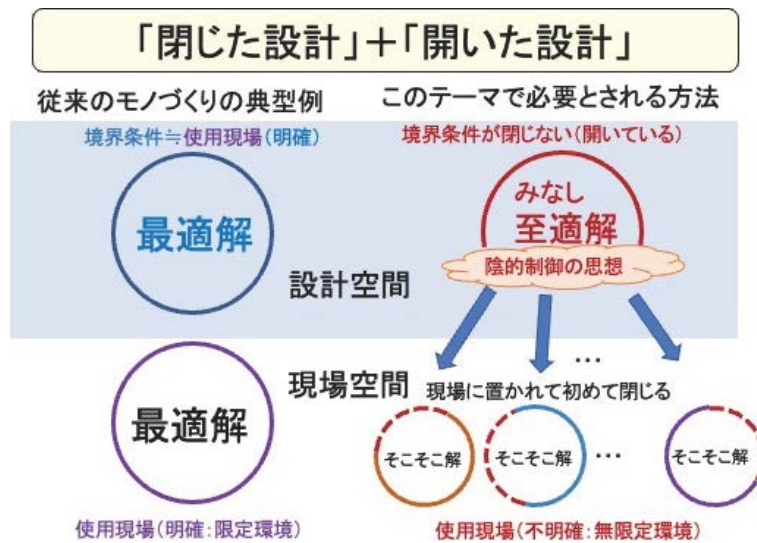 「閉じた設計」＋「開いた設計」
従来のモノづくりの典型例
境界条件≒使用現場(明確)
最適解
このテーマで必要とされる方法
境界条件が閉じない(開いている)
みなし
至適解
陰的制御の思想
設計空間
…
現場空間
現場に置かれて初めて閉じる
最適解
そこそこ解
そこそこ解
…
そこそこ解
使用現場(明確:限定環境)
使用現場(不明確:無限定環境)